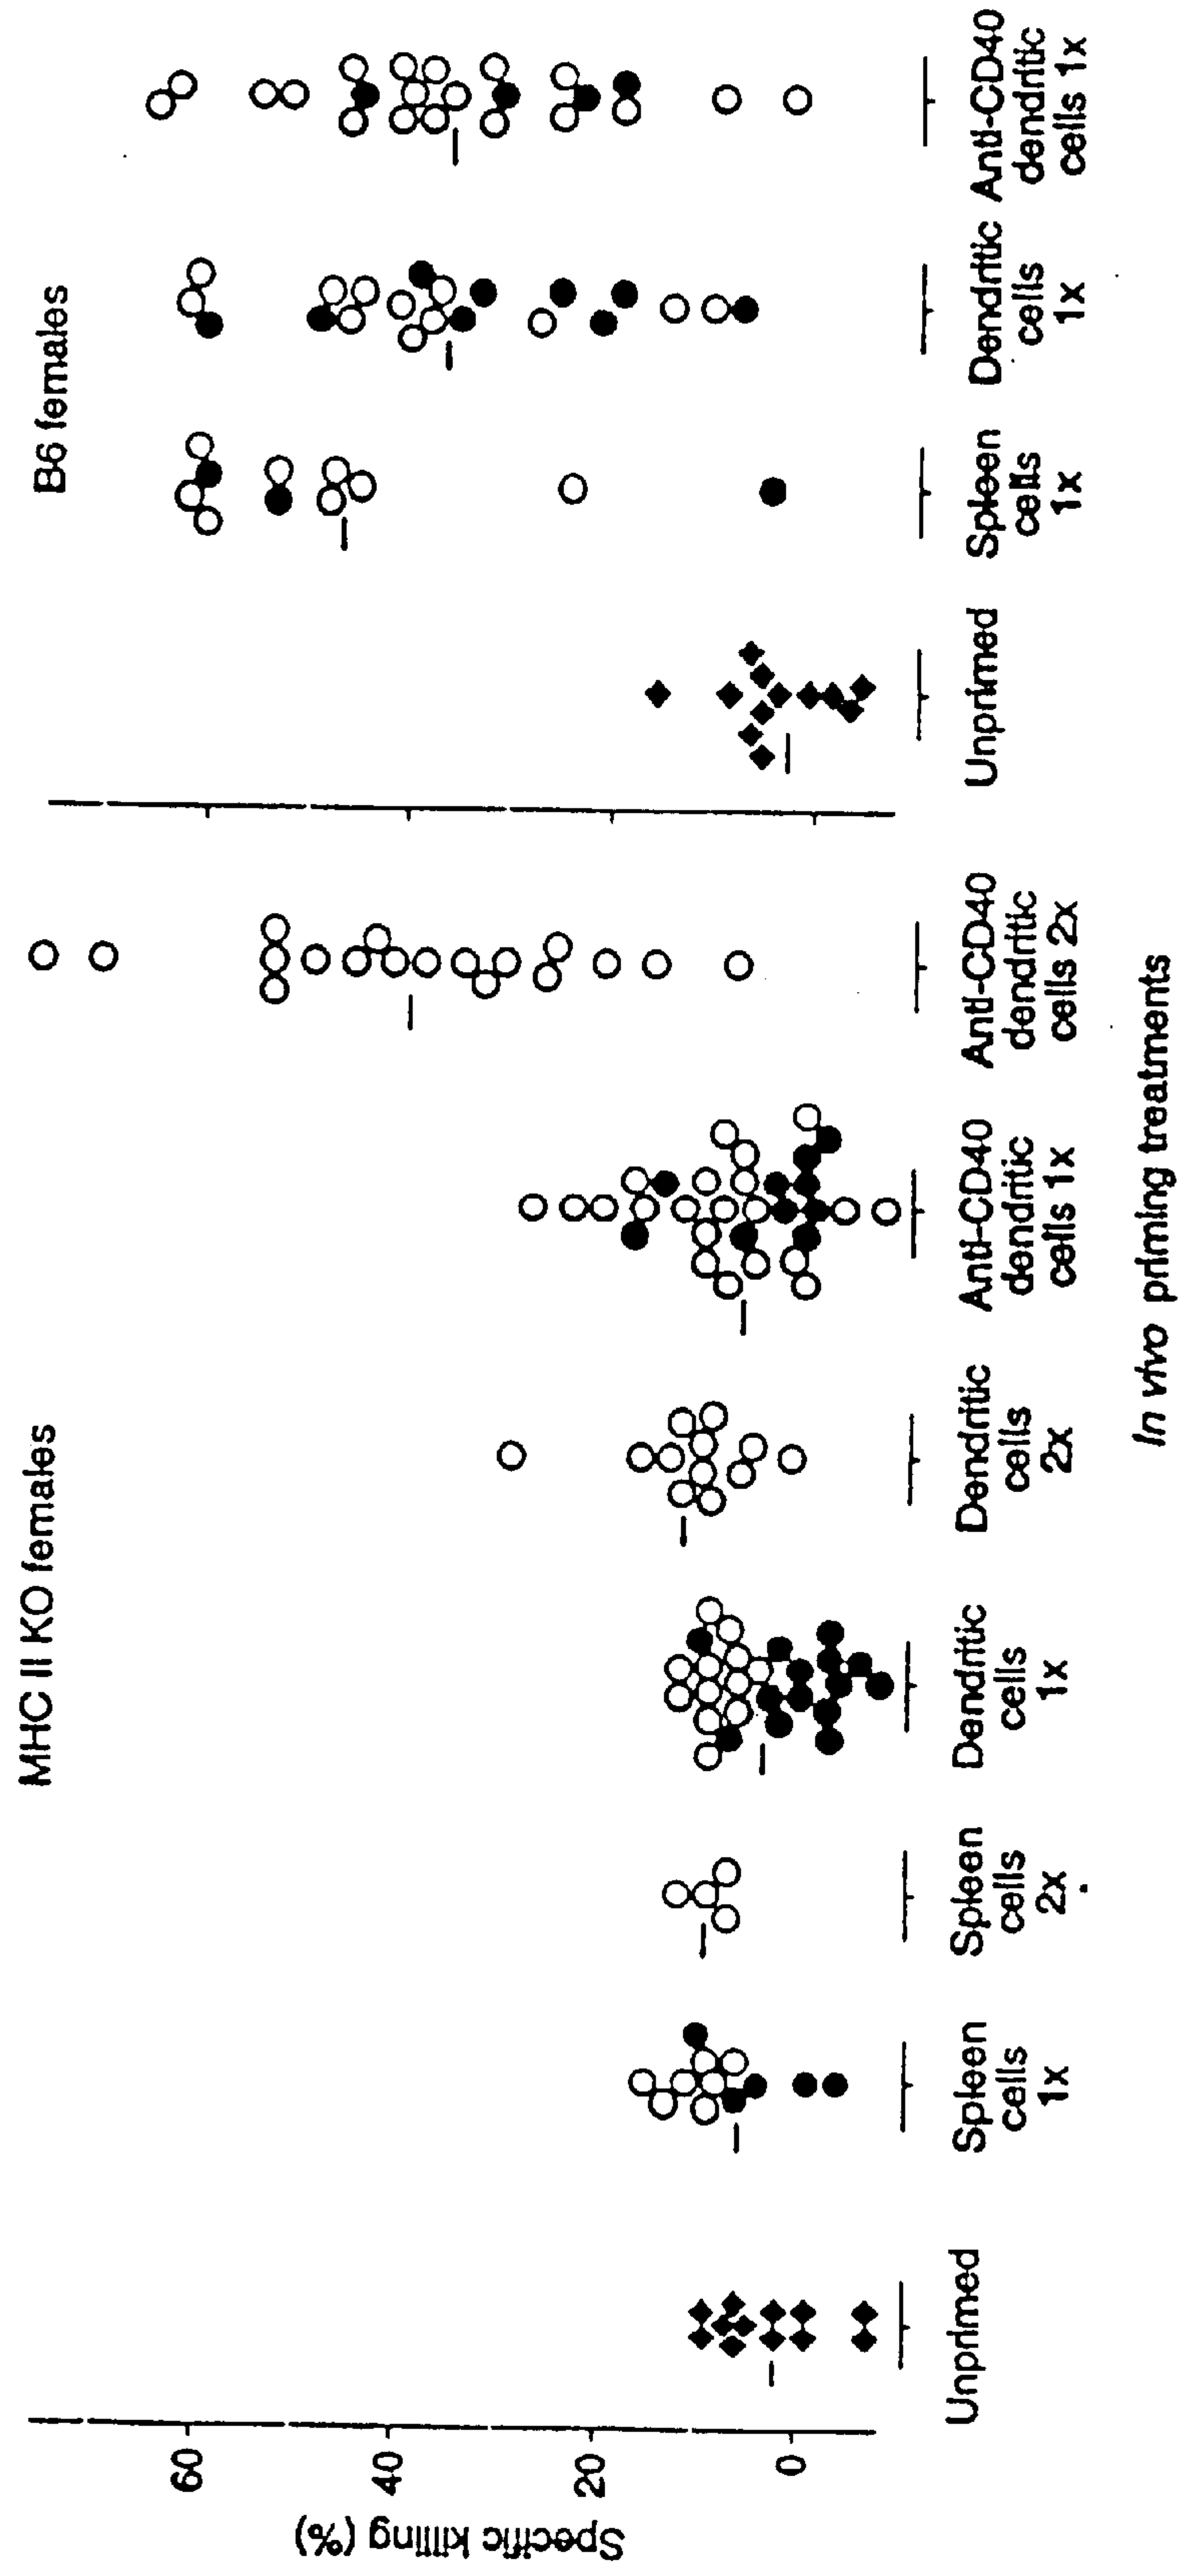 MHC II KO females
B6 females
Specific killing (%)
60
40
20
0
Unprimed
Spleen
cells
1x
Spleen
cells
2x
Dendritic
cells
1x
Dendritic
cells
2x
Anti-CD40
dendritic
cells 1x
Anti-CD40
dendritic
cells 2x
Unprimed
Spleen
cells
1x
Dendritic
cells
1x
Anti-CD40
dendritic
cells 1x
In vivo priming treatments